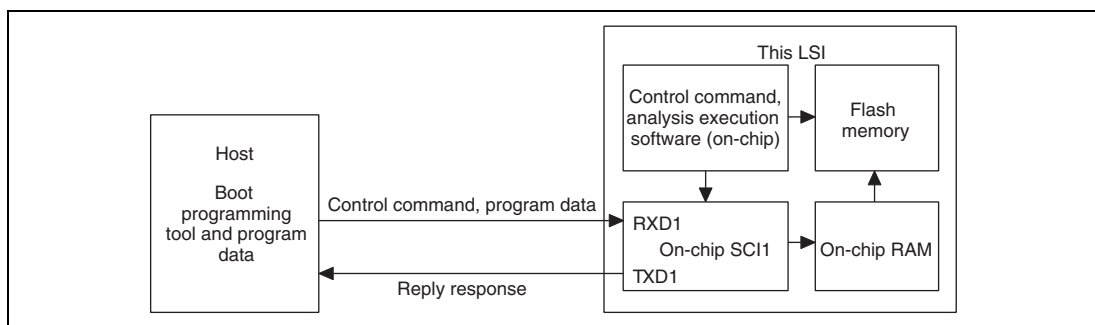 This LSI
Control command,
analysis execution
software (on-chip)
Flash
memory
Host
Boot
programming
tool and program
data
Control command, program data
RXD1
On-chip SCI1
TXD1
On-chip RAM
Reply response